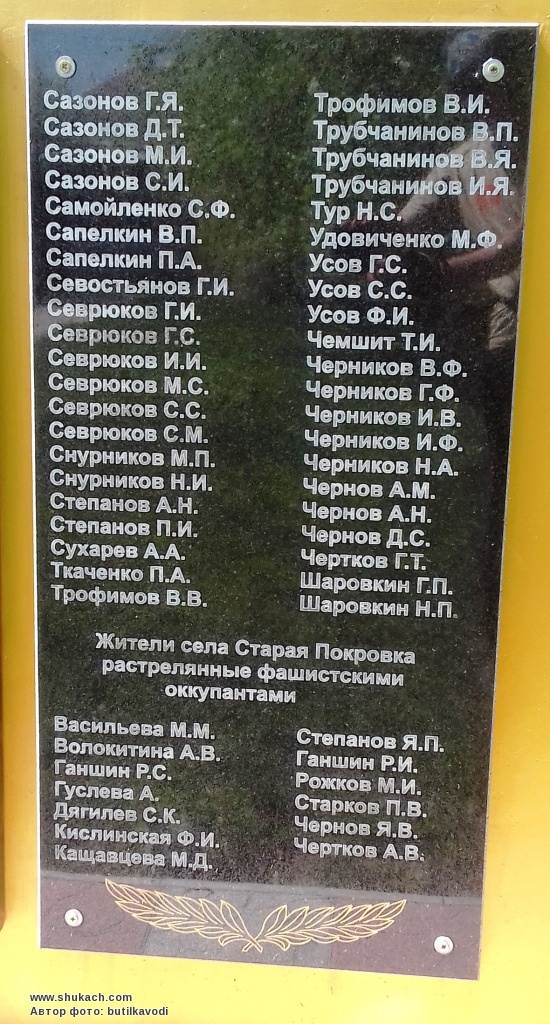 Сазонов Г.Я.
Сазонов Д.Т.
Сазонов М.И.
Сазонов С.И.
Самойленко С.Ф.
Сапелкин В.П.
Сапелкин П.А.
Севостьянов Г.И.
Севрюков Г.И.
Севрюков Г.С.
Севрюков И.И.
Севрюков М.С.
Севрюков С.С.
Севрюков С.М.
Снурников М.П.
Снурников Н.И.
Степанов А.Н.
Степанов П.И.
Сухарев А.А.
Ткаченко П.А.
Трофимов В.В.
Трофимов В.И.
Трубчанинов В.П.
Трубчанинов В.Я.
Трубчанинов И.Я.
Тур Н.С.
Удовиченко М.Ф.
Усов Г.С.
Усов С.С.
Усов Ф.И.
Чемшит Т.И.
Черников В.Ф.
Черников Г.Ф.
Черников И.В.
Черников И.Ф.
Черников Н.А.
Чернов А.М.
Чернов А.Н.
Чернов Д.С.
Чертков Г.Т.
Шаровкин Г.П.
Шаровкин Н.П.
Жители села Старая Покровка
растрелянные фашистскими
оккупантами
Васильева М.М.
Волокитина А.В.
Ганшин Р.С.
Гуслева А.
Дягилев С.К.
Кислинская Ф.И.
Кащавцева М.Д.
Степанов Я.П.
Ганшин Р.И.
Рожков М.И.
Старков П.В.
Чернов Я.В.
Чертков А.В.
www.shukach.com
Автор фото: butilkavodi